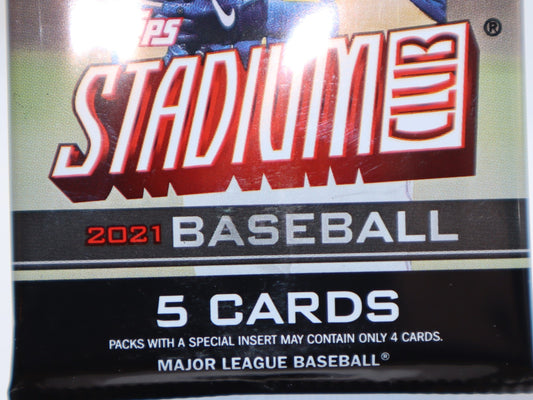 TOPPS
STADIUM CLUB®
2021 BASEBALL
5 CARDS
PACKS WITH A SPECIAL INSERT MAY CONTAIN ONLY 4 CARDS.
MAJOR LEAGUE BASEBALL®